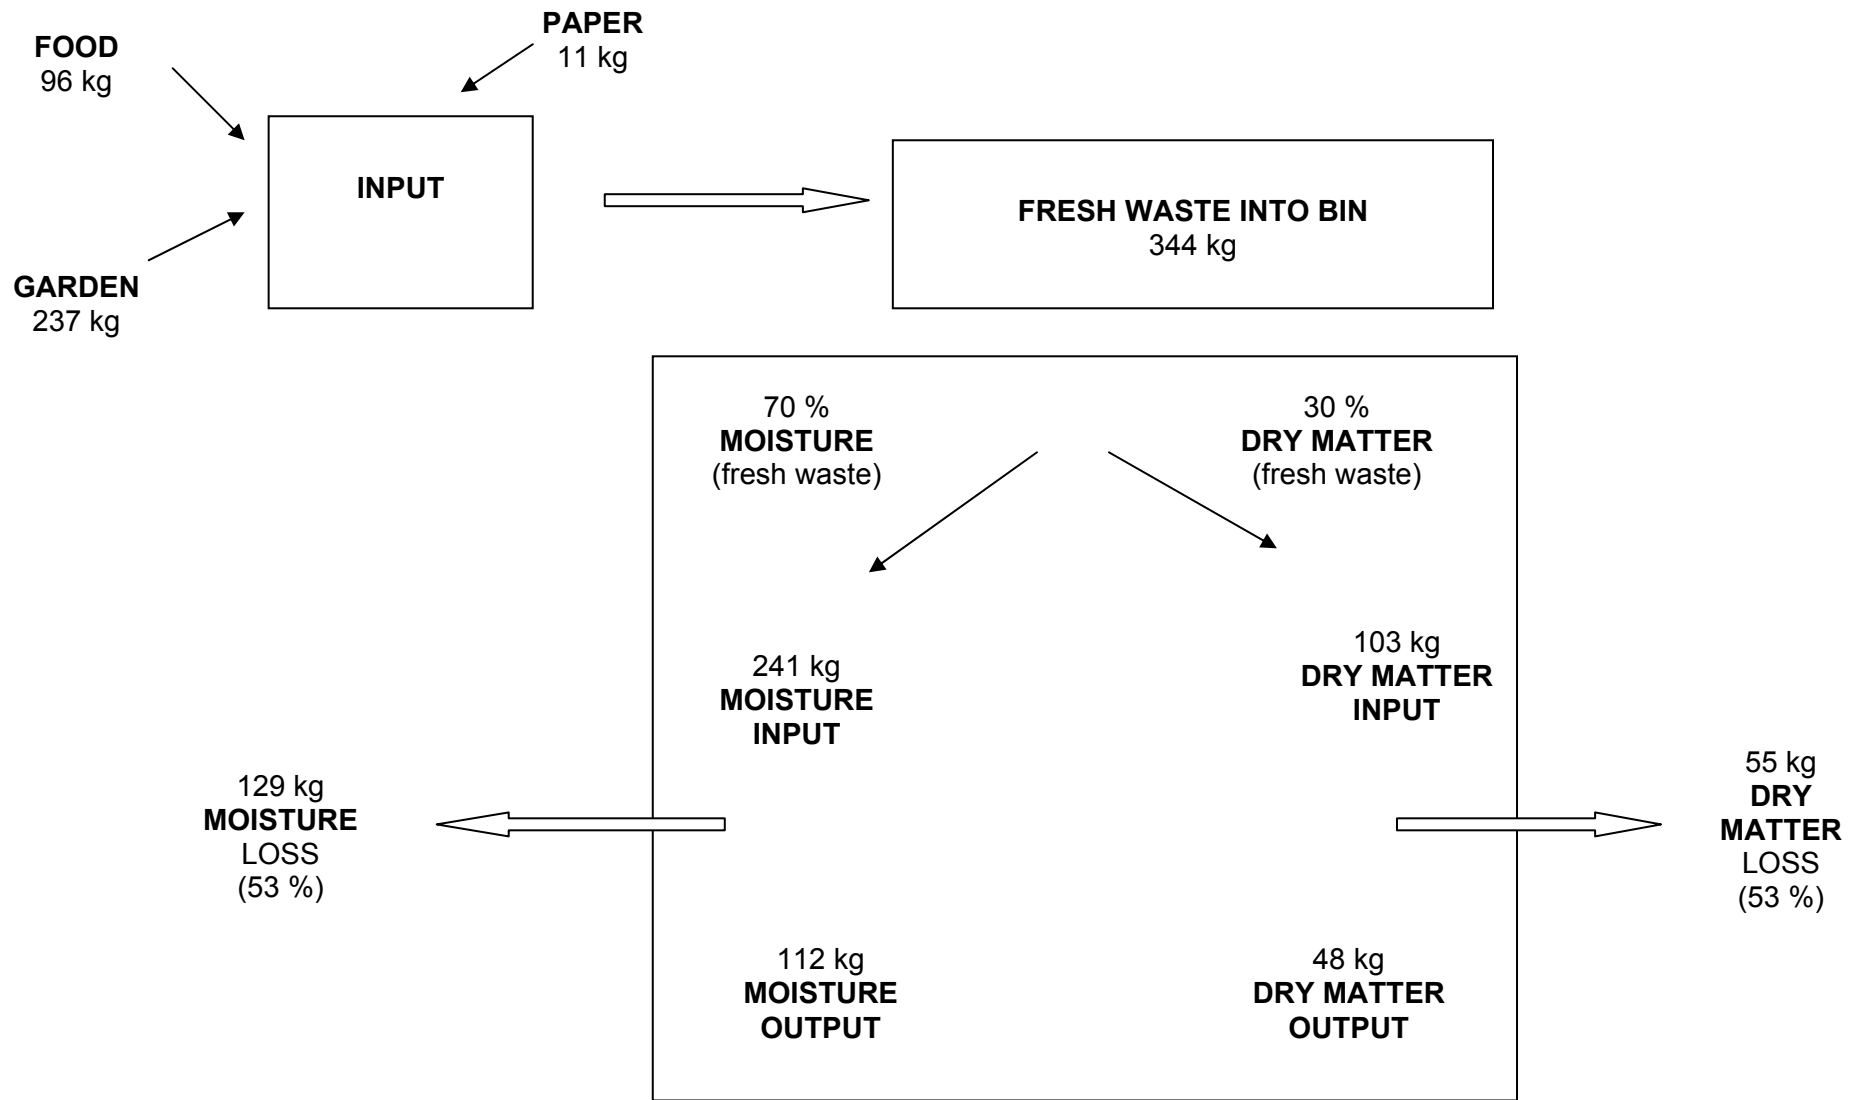 PAPER
11 kg
FOOD
96 kg
INPUT
GARDEN
237 kg
FRESH WASTE INTO BIN
344 kg
70 %
MOISTURE
(fresh waste)
30 %
DRY MATTER
(fresh waste)
241 kg
MOISTURE
INPUT
103 kg
DRY MATTER
INPUT
129 kg
MOISTURE
LOSS
(53 %)
55 kg
DRY
MATTER
LOSS
(53 %)
112 kg
MOISTURE
OUTPUT
48 kg
DRY MATTER
OUTPUT